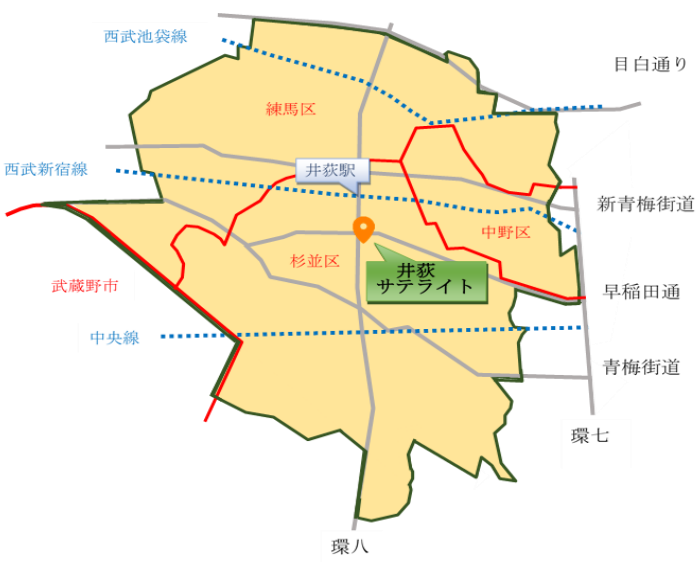 西武池袋線
目白通り
練馬区
西武新宿線
井荻駅
新青梅街道
中野区
杉並区
井荻
サテライト
武蔵野市
早稲田通
中央線
青梅街道
環七
環八